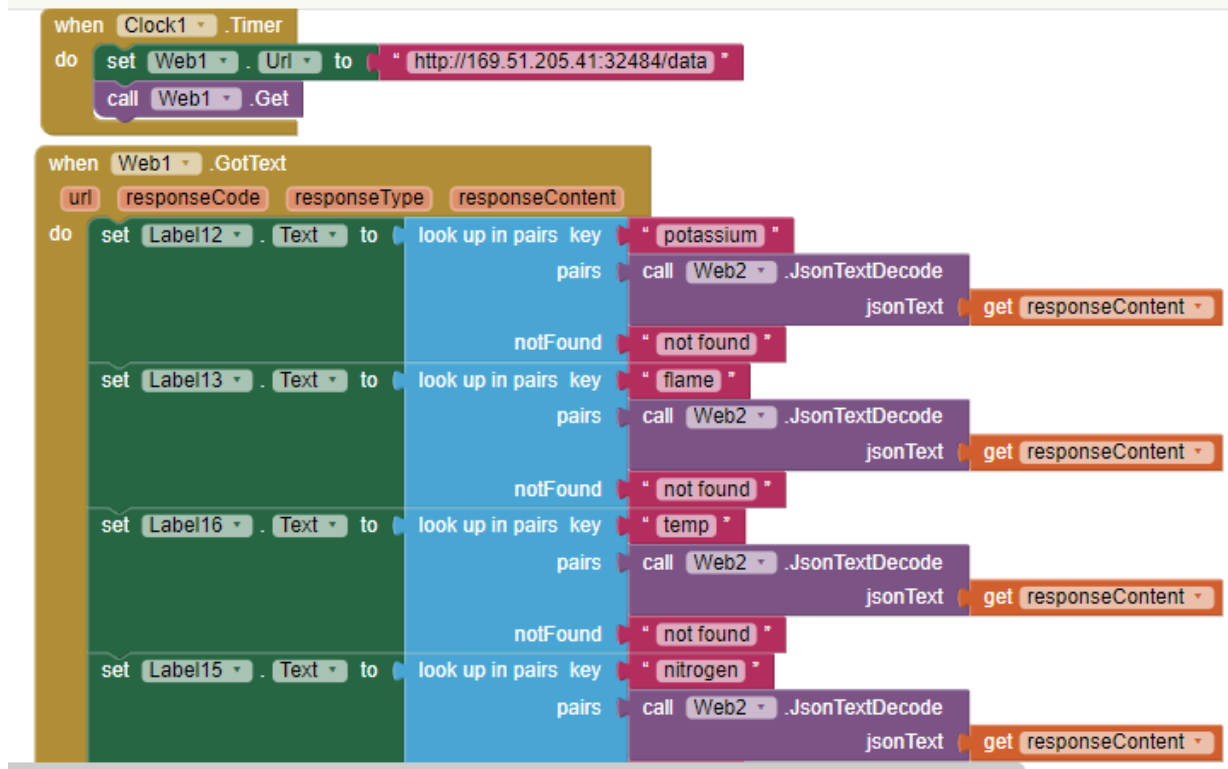 when Clock1 .Timer
do set Web1 . Url to " http://169.51.205.41:32484/data "
call Web1 .Get
when Web1 .GotText
url responseCode responseType responseContent
do set Label12 . Text to look up in pairs key " potassium "
pairs call Web2 .JsonTextDecode
jsonText get responseContent
notFound " not found "
set Label13 . Text to look up in pairs key " flame "
pairs call Web2 .JsonTextDecode
jsonText get responseContent
notFound " not found "
set Label16 . Text to look up in pairs key " temp "
pairs call Web2 .JsonTextDecode
jsonText get responseContent
notFound " not found "
set Label15 . Text to look up in pairs key " nitrogen "
pairs call Web2 .JsonTextDecode
jsonText get responseContent